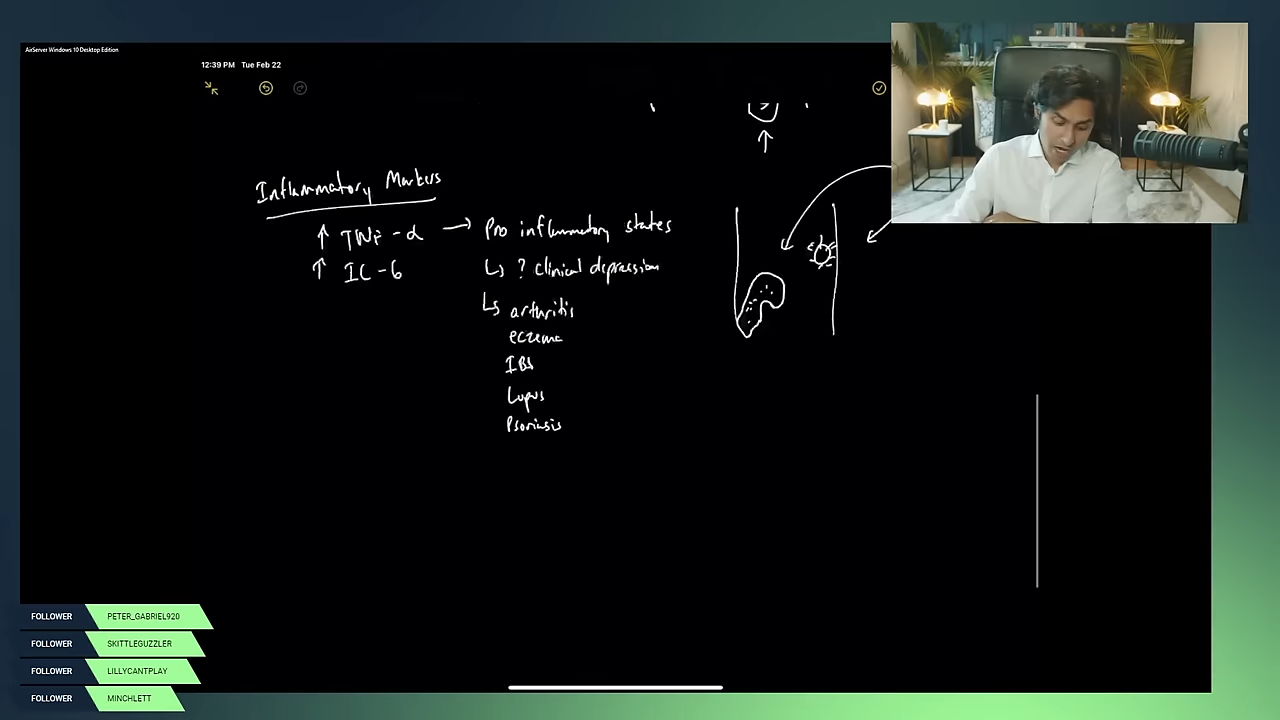 AirServer Windows 10 Desktop Edition
12:39 PM Tue Feb 22
Inflammatory Markers
↑ TNF-α → Pro inflammatory states
↑ IL-6
↳ ? clinical depression
↳ arthritis
eczema
IBS
Lupus
Psoriasis
FOLLOWER PETER_GABRIEL920
FOLLOWER SKITTLEGUZZLER
FOLLOWER LILLYCANTPLAY
FOLLOWER MINCHLETT